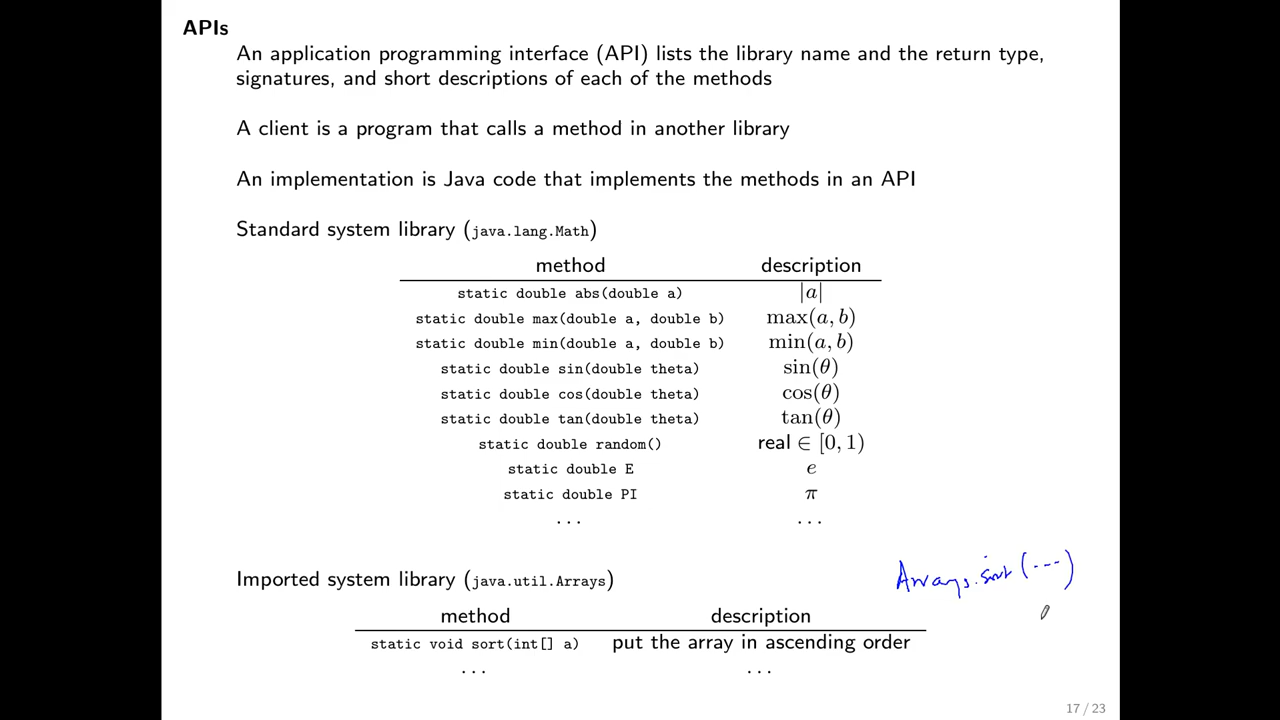 APIs
An application programming interface (API) lists the library name and the return type,
signatures, and short descriptions of each of the methods
A client is a program that calls a method in another library
An implementation is Java code that implements the methods in an API
Standard system library (java.lang.Math)
method description
static double abs(double a) |a|
static double max(double a, double b) max(a, b)
static double min(double a, double b) min(a, b)
static double sin(double theta) sin(θ)
static double cos(double theta) cos(θ)
static double tan(double theta) tan(θ)
static double random() real ∈ [0, 1)
static double E e
static double PI π
... ...
Arrays.sort(---)
Imported system library (java.util.Arrays)
method description
static void sort(int[] a) put the array in ascending order
... ...
17 / 23